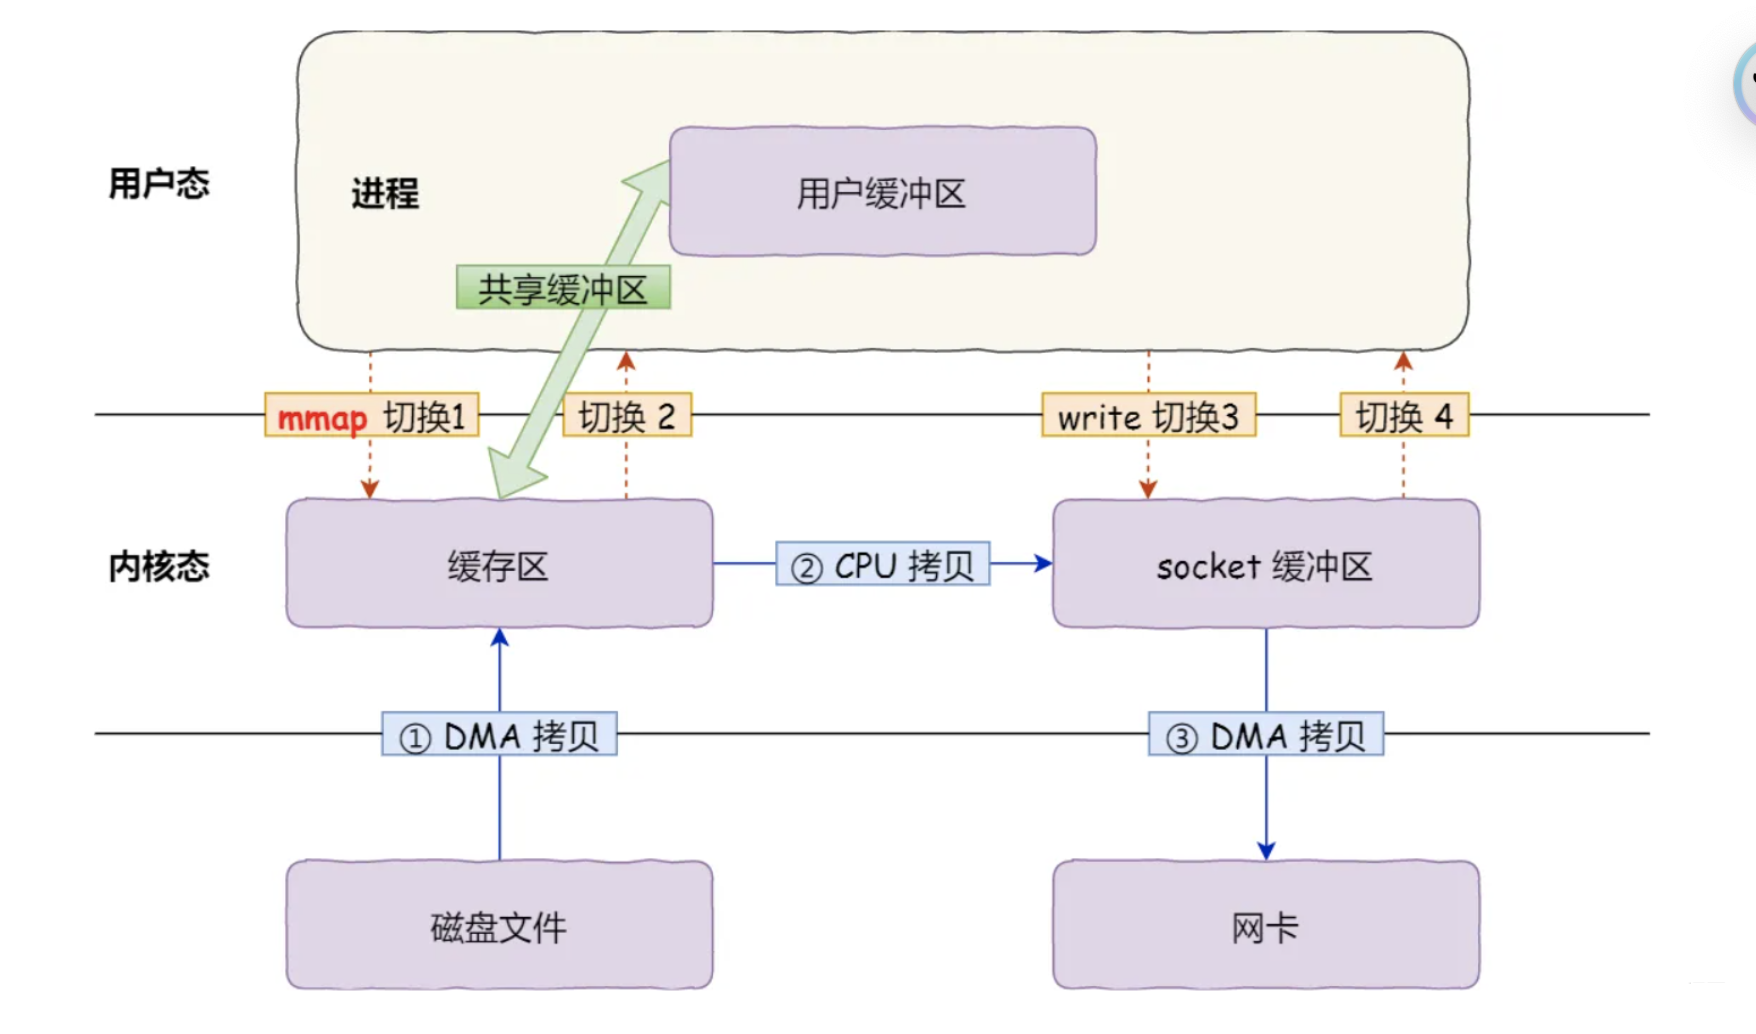 用户态
进程
用户缓冲区
共享缓冲区
mmap 切换1
切换 2
write 切换3
切换 4
内核态
缓存区
② CPU 拷贝
socket 缓冲区
① DMA 拷贝
③ DMA 拷贝
磁盘文件
网卡